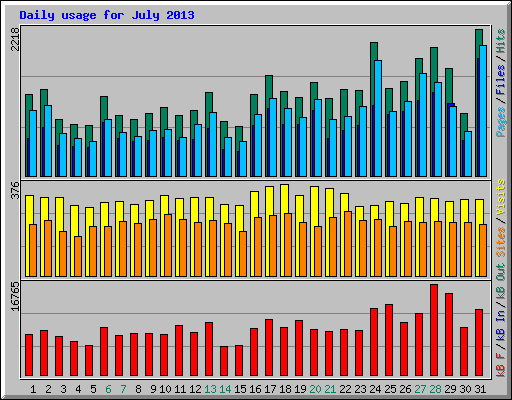 Daily usage for July 2013
2218
Pages / Files / Hits
376
Sites / Visits
16765
kB F / kB In / kB Out
1 2 3 4 5 6 7 8 9 10 11 12 13 14 15 16 17 18 19 20 21 22 23 24 25 26 27 28 29 30 31